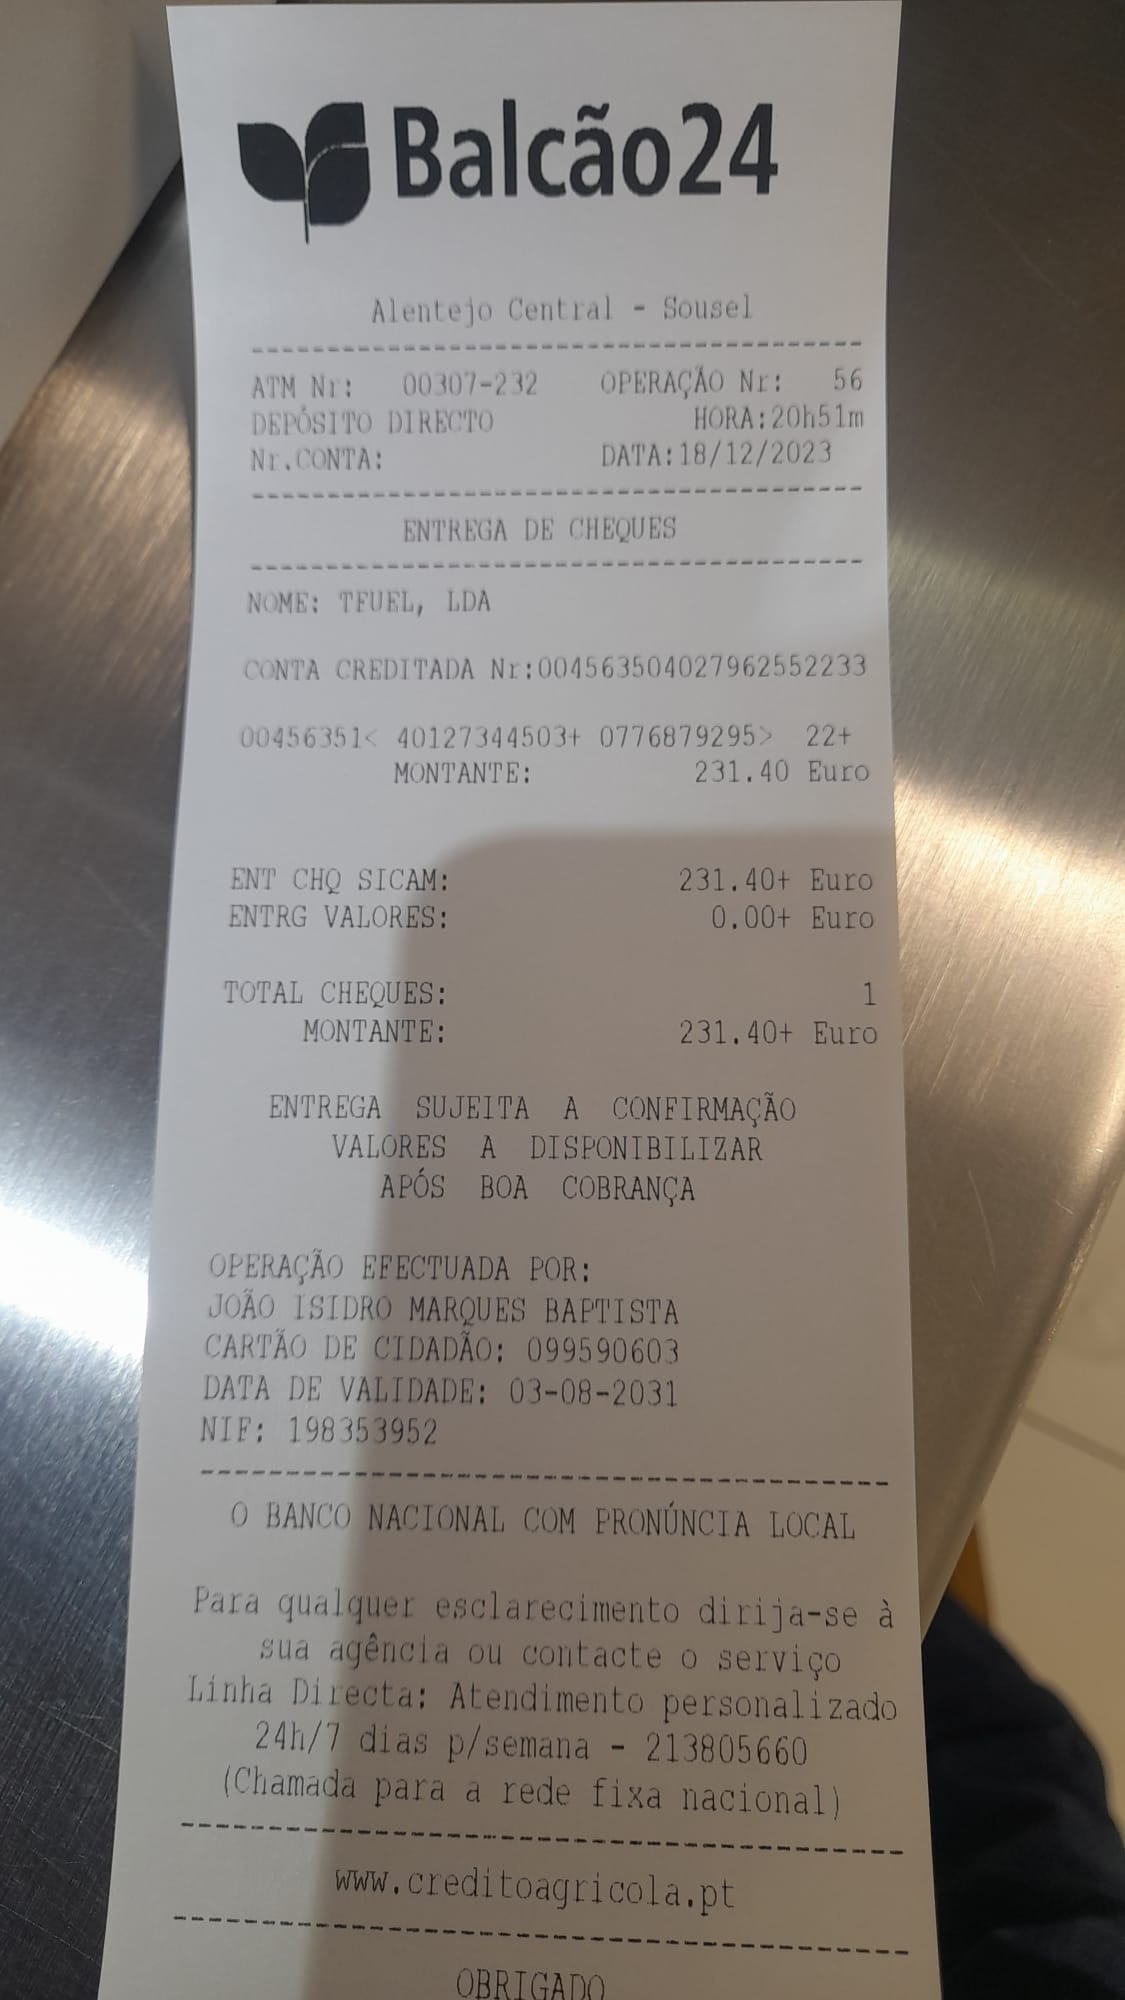 Balcão24
Alentejo Central - Sousel
ATM Nr: 00307-232 OPERAÇÃO Nr: 56
DEPÓSITO DIRECTO HORA:20h51m
Nr.CONTA: DATA:18/12/2023
ENTREGA DE CHEQUES
NOME: TFUEL, LDA
CONTA CREDITADA Nr:004563504027962552233
00456351< 40127344503+ 0776879295> 22+
MONTANTE: 231.40 Euro
ENT CHQ SICAM: 231.40+ Euro
ENTRG VALORES: 0.00+ Euro
TOTAL CHEQUES: 1
MONTANTE: 231.40+ Euro
ENTREGA SUJEITA A CONFIRMAÇÃO
VALORES A DISPONIBILIZAR
APÓS BOA COBRANÇA
OPERAÇÃO EFECTUADA POR:
JOÃO ISIDRO MARQUES BAPTISTA
CARTÃO DE CIDADÃO: 099590603
DATA DE VALIDADE: 03-08-2031
NIF: 198353952
O BANCO NACIONAL COM PRONÚNCIA LOCAL
Para qualquer esclarecimento dirija-se à
sua agência ou contacte o serviço
Linha Directa: Atendimento personalizado
24h/7 dias p/semana - 213805660
(Chamada para a rede fixa nacional)
www.creditoagricola.pt
OBRIGADO